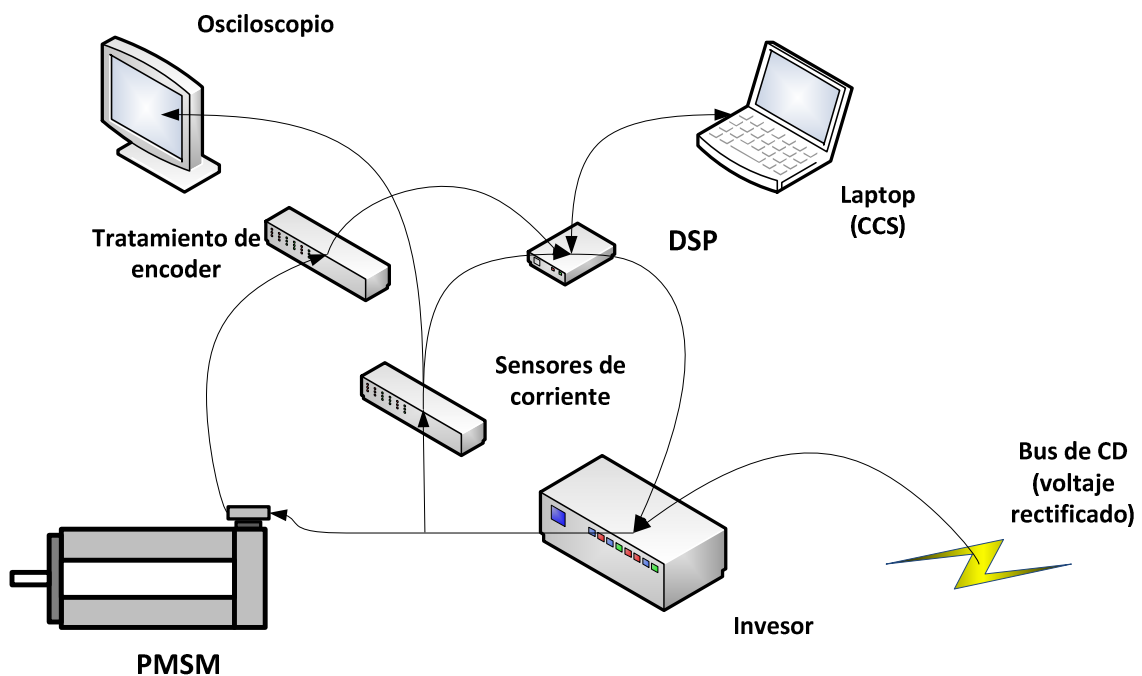 Osciloscopio
Laptop
(CCS)
Tratamiento de
encoder
DSP
Sensores de
corriente
Bus de CD
(voltaje
rectificado)
Invesor
PMSM